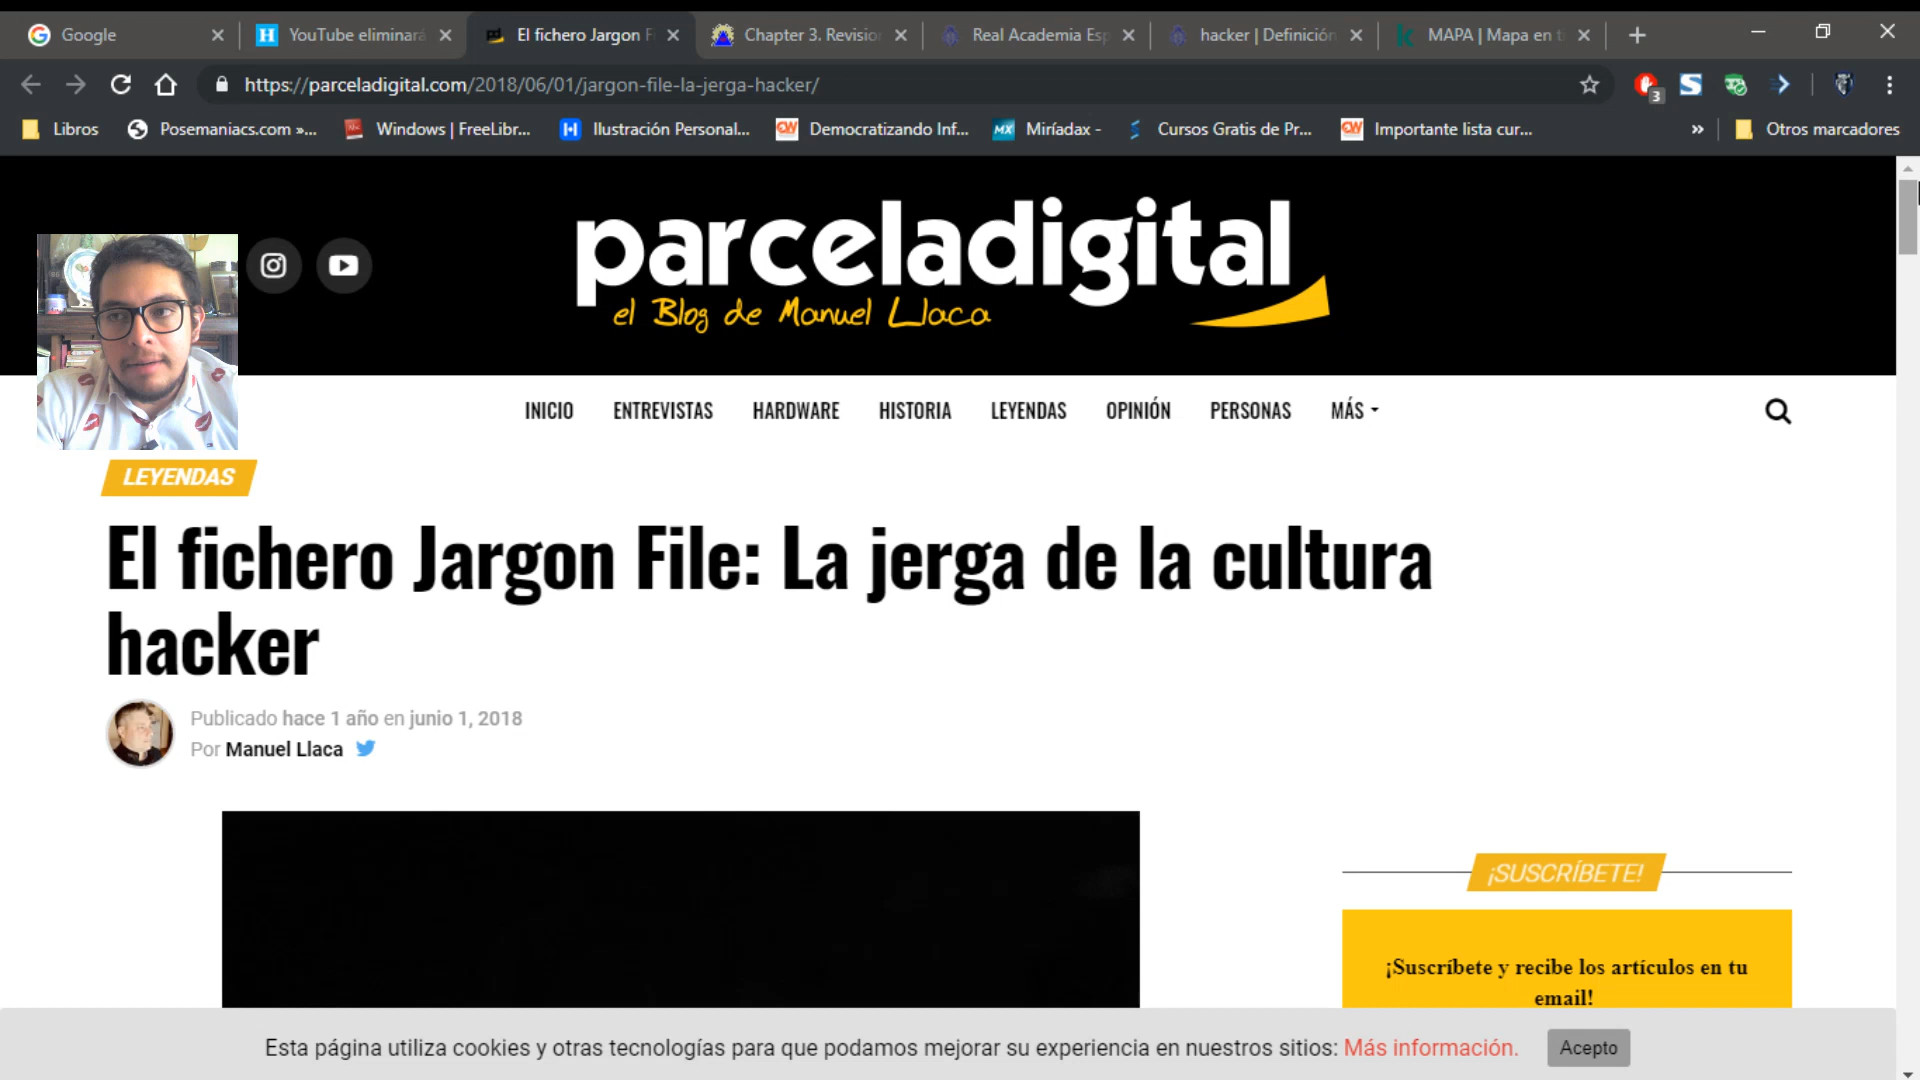 Google
YouTube eliminará
El fichero Jargon F
Chapter 3. Revision
Real Academia Esp
hacker | Definición
MAPA | Mapa en ti
https://parceladigital.com/2018/06/01/jargon-file-la-jerga-hacker/
3
Libros
Posemaniacs.com »...
Windows | FreeLibr...
Ilustración Personal...
Democratizando Inf...
Miríadax -
Cursos Gratis de Pr...
Importante lista cur...
»
Otros marcadores
parceladigital
el Blog de Manuel Llaca
INICIO
ENTREVISTAS
HARDWARE
HISTORIA
LEYENDAS
OPINIÓN
PERSONAS
MÁS
LEYENDAS
El fichero Jargon File: La jerga de la cultura
hacker
Publicado hace 1 año en junio 1, 2018
Por Manuel Llaca
¡SUSCRÍBETE!
¡Suscríbete y recibe los artículos en tu
email!
Esta página utiliza cookies y otras tecnologías para que podamos mejorar su experiencia en nuestros sitios: Más información.
Acepto